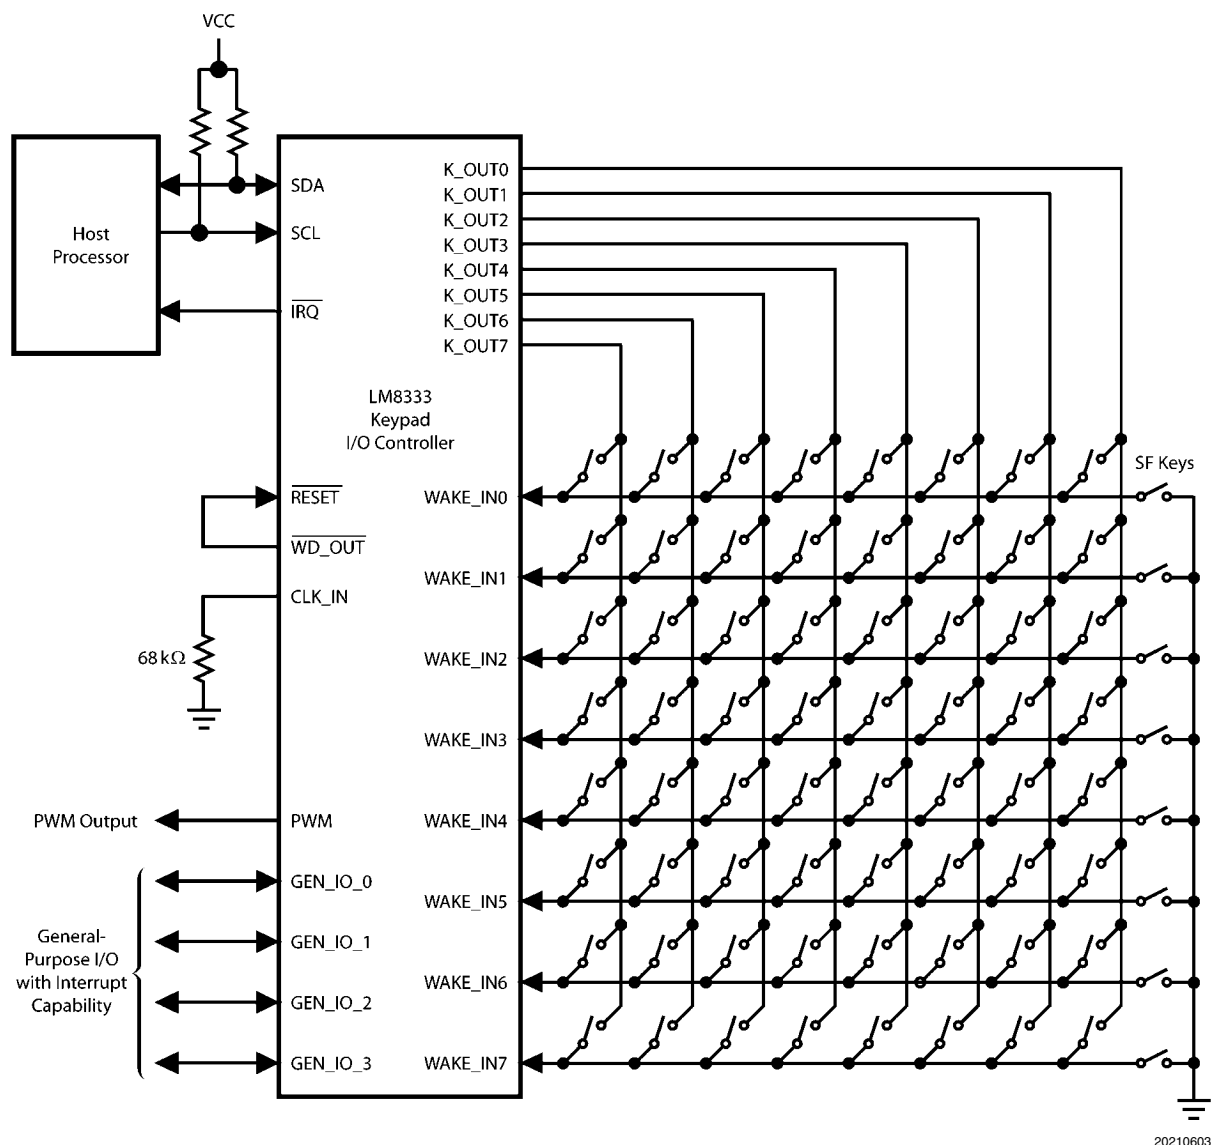 VCC
Host
Processor
SDA
SCL
IRQ
K_OUT0
K_OUT1
K_OUT2
K_OUT3
K_OUT4
K_OUT5
K_OUT6
K_OUT7
LM8333
Keypad
I/O Controller
SF Keys
RESET
WD_OUT
CLK_IN
68 kΩ
WAKE_IN0
WAKE_IN1
WAKE_IN2
WAKE_IN3
WAKE_IN4
WAKE_IN5
WAKE_IN6
WAKE_IN7
PWM Output
PWM
General-
Purpose I/O
with Interrupt
Capability
GEN_IO_0
GEN_IO_1
GEN_IO_2
GEN_IO_3
20210603